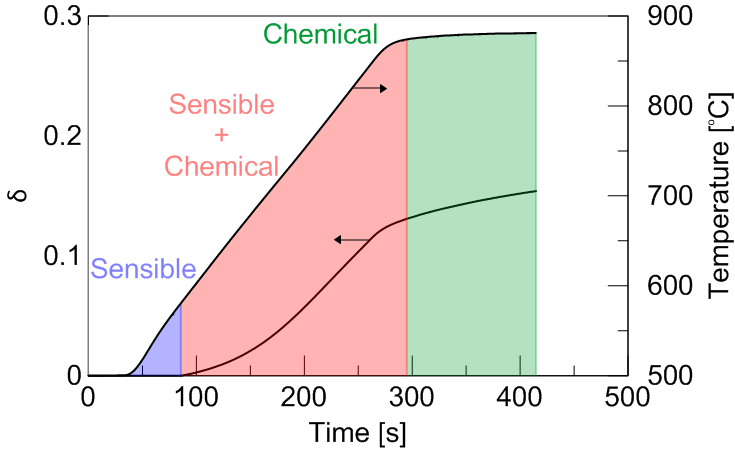 0.3
900
Chemical
Sensible
+
Chemical
800
0.2
δ
700
Temperature [°C]
0.1
Sensible
600
0
500
0
100
200
300
400
500
Time [s]